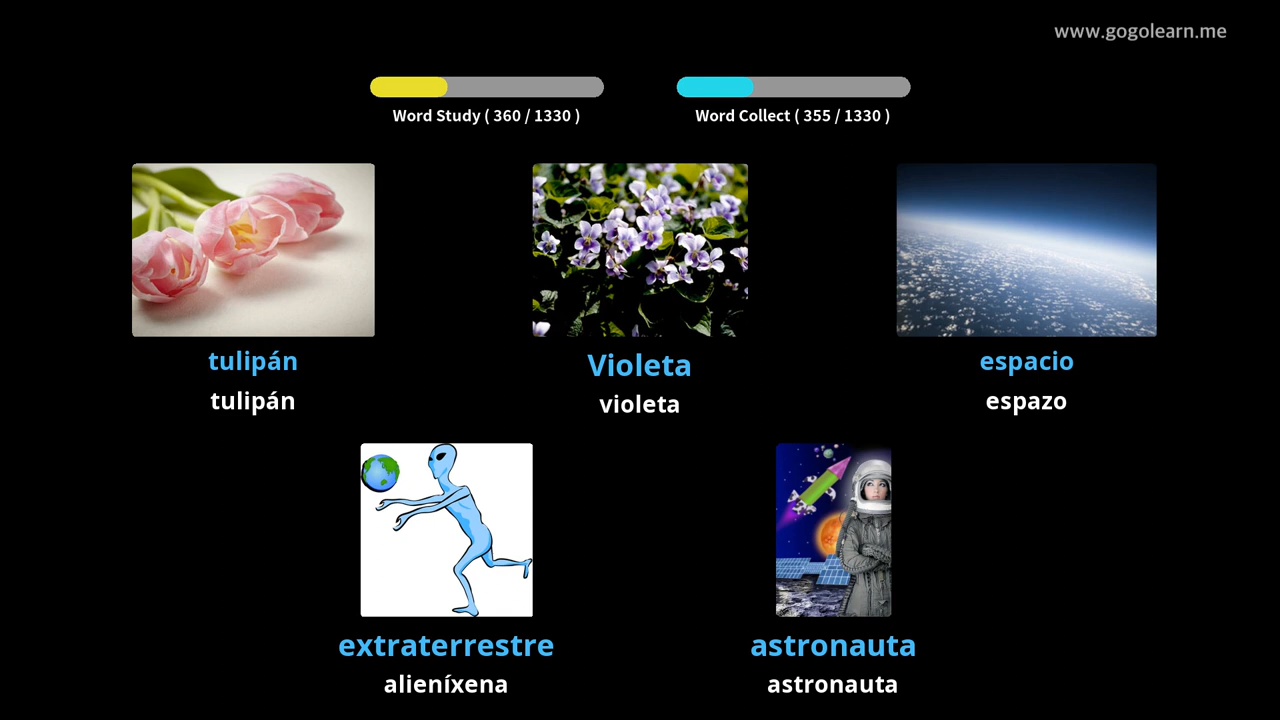 www.gogolearn.me
Word Study ( 360 / 1330 )
Word Collect ( 355 / 1330 )
tulipán
tulipán
Violeta
violeta
espacio
espazo
extraterrestre
alieníxena
astronauta
astronauta